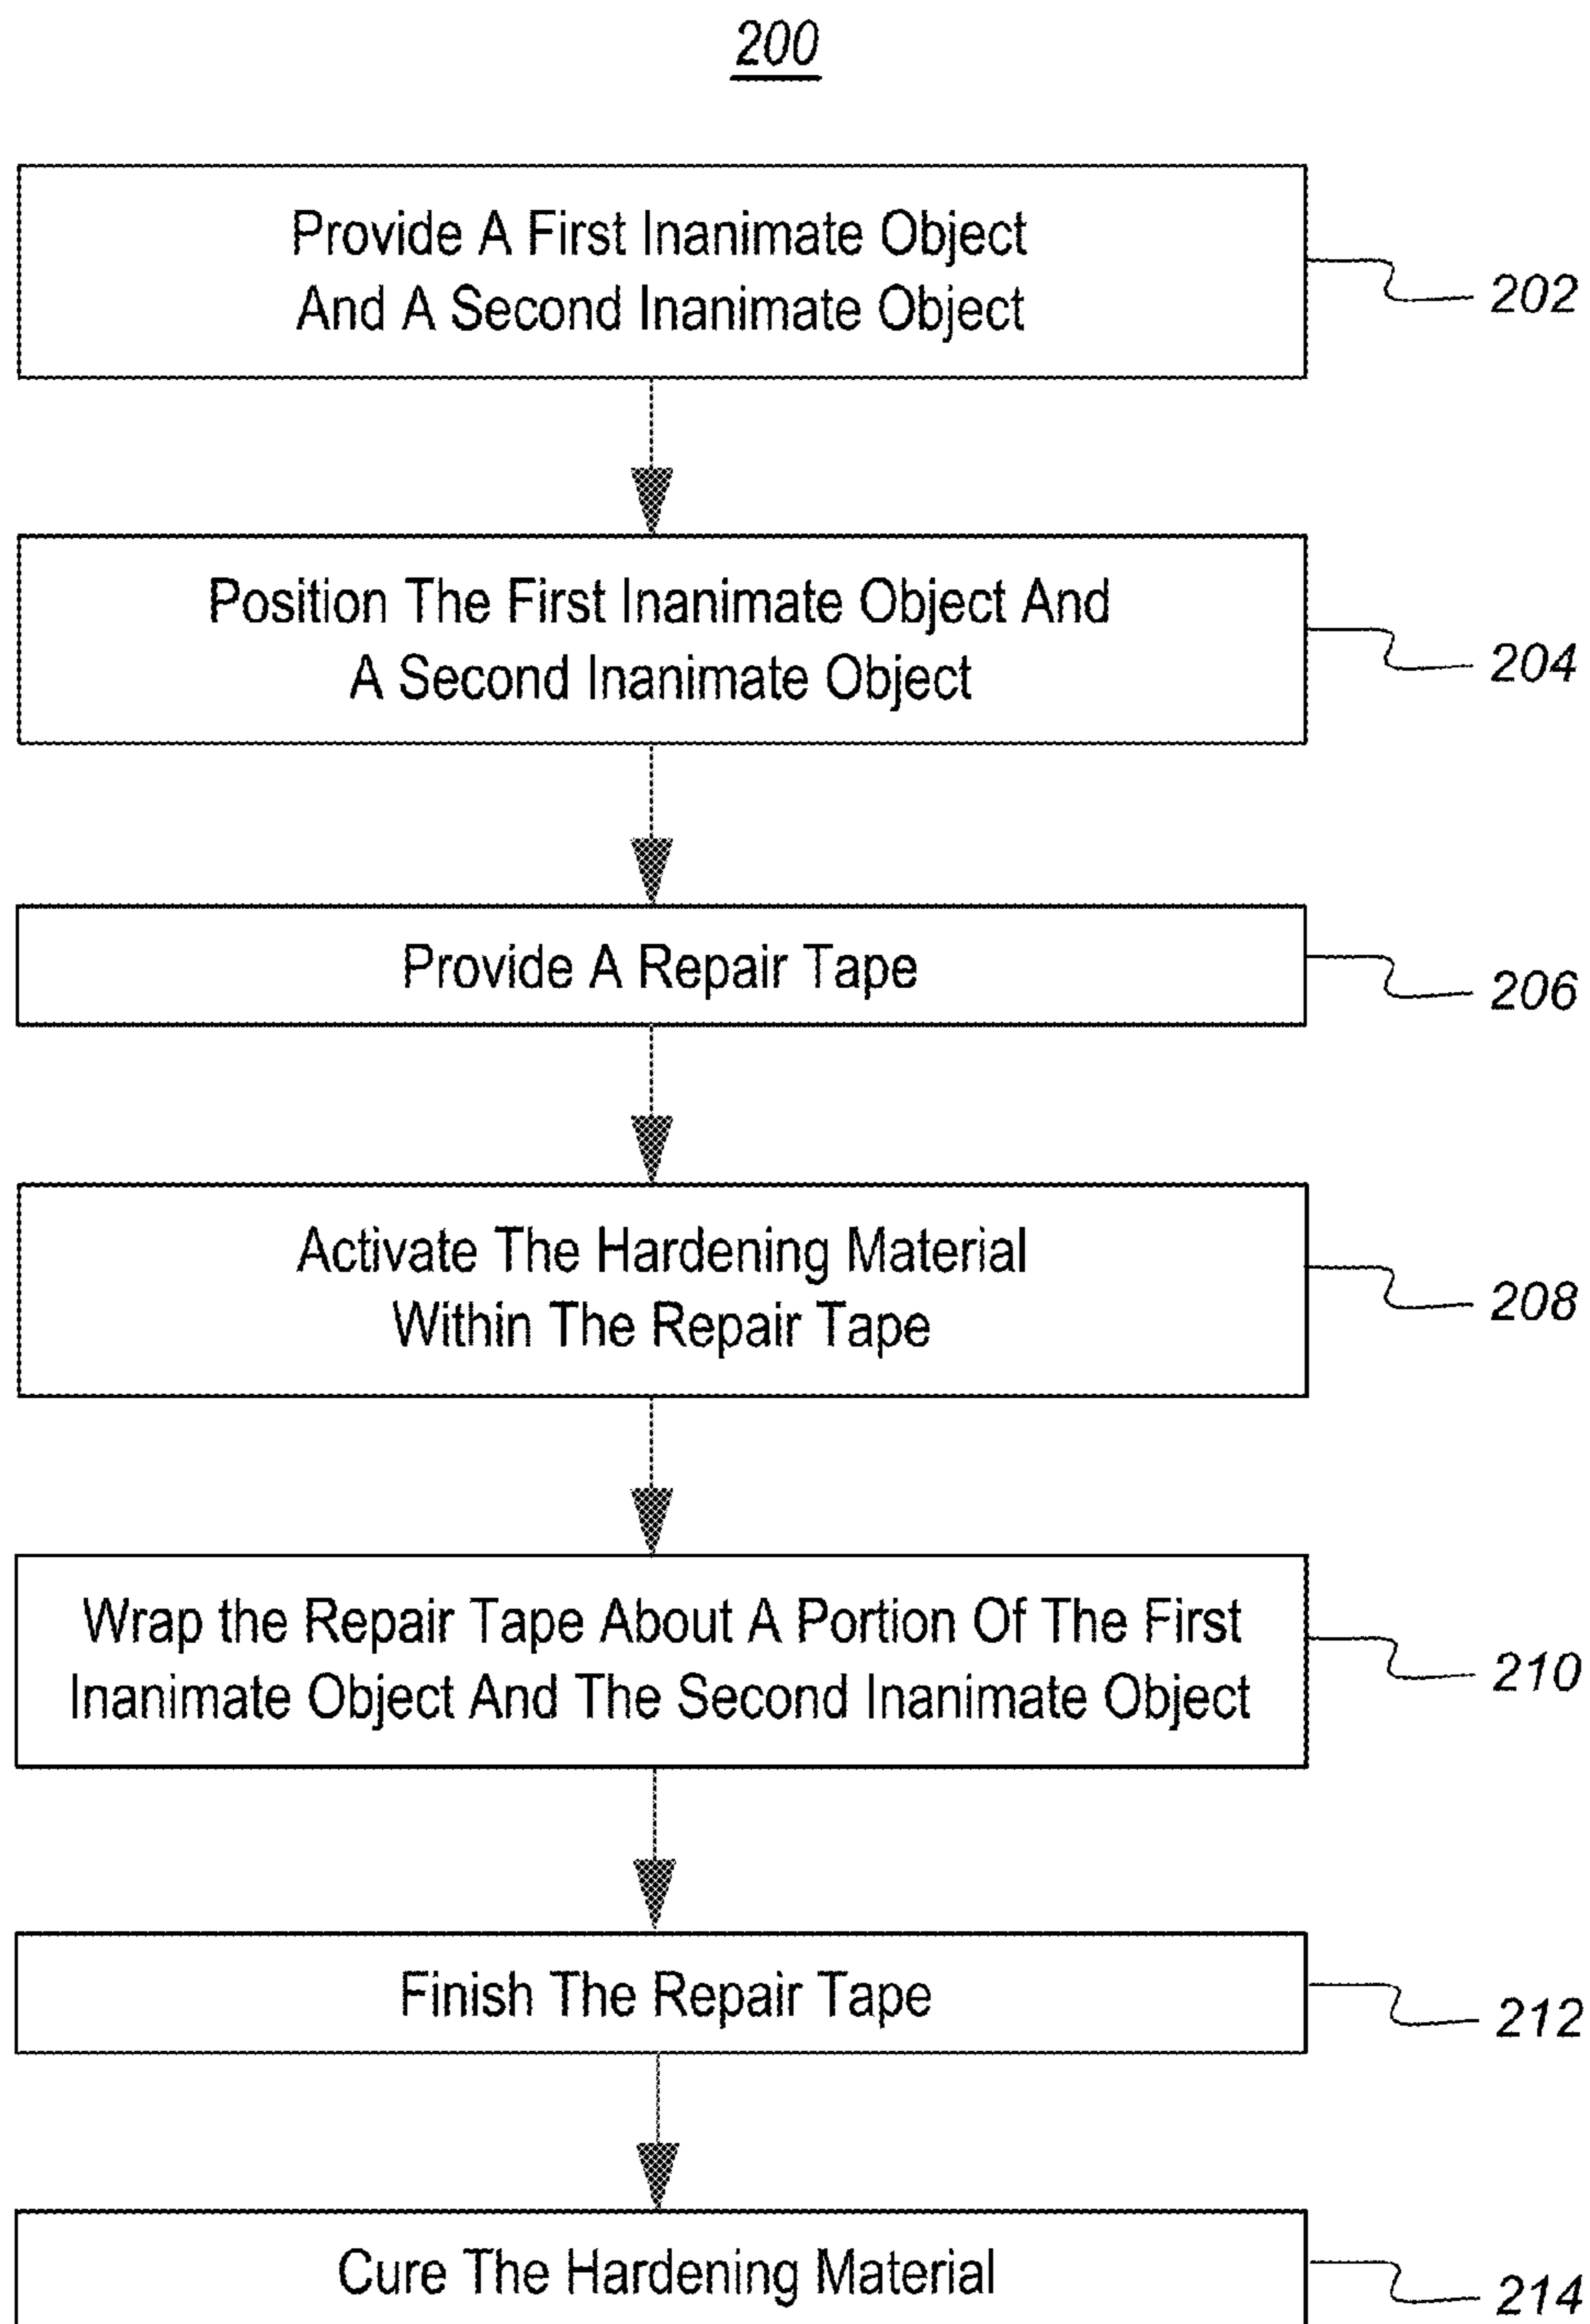 200
Provide A First Inanimate Object
And A Second Inanimate Object
202
Position The First Inanimate Object And
A Second Inanimate Object
204
Provide A Repair Tape
206
Activate The Hardening Material
Within The Repair Tape
208
Wrap the Repair Tape About A Portion Of The First
Inanimate Object And The Second Inanimate Object
210
Finish The Repair Tape
212
Cure The Hardening Material
214